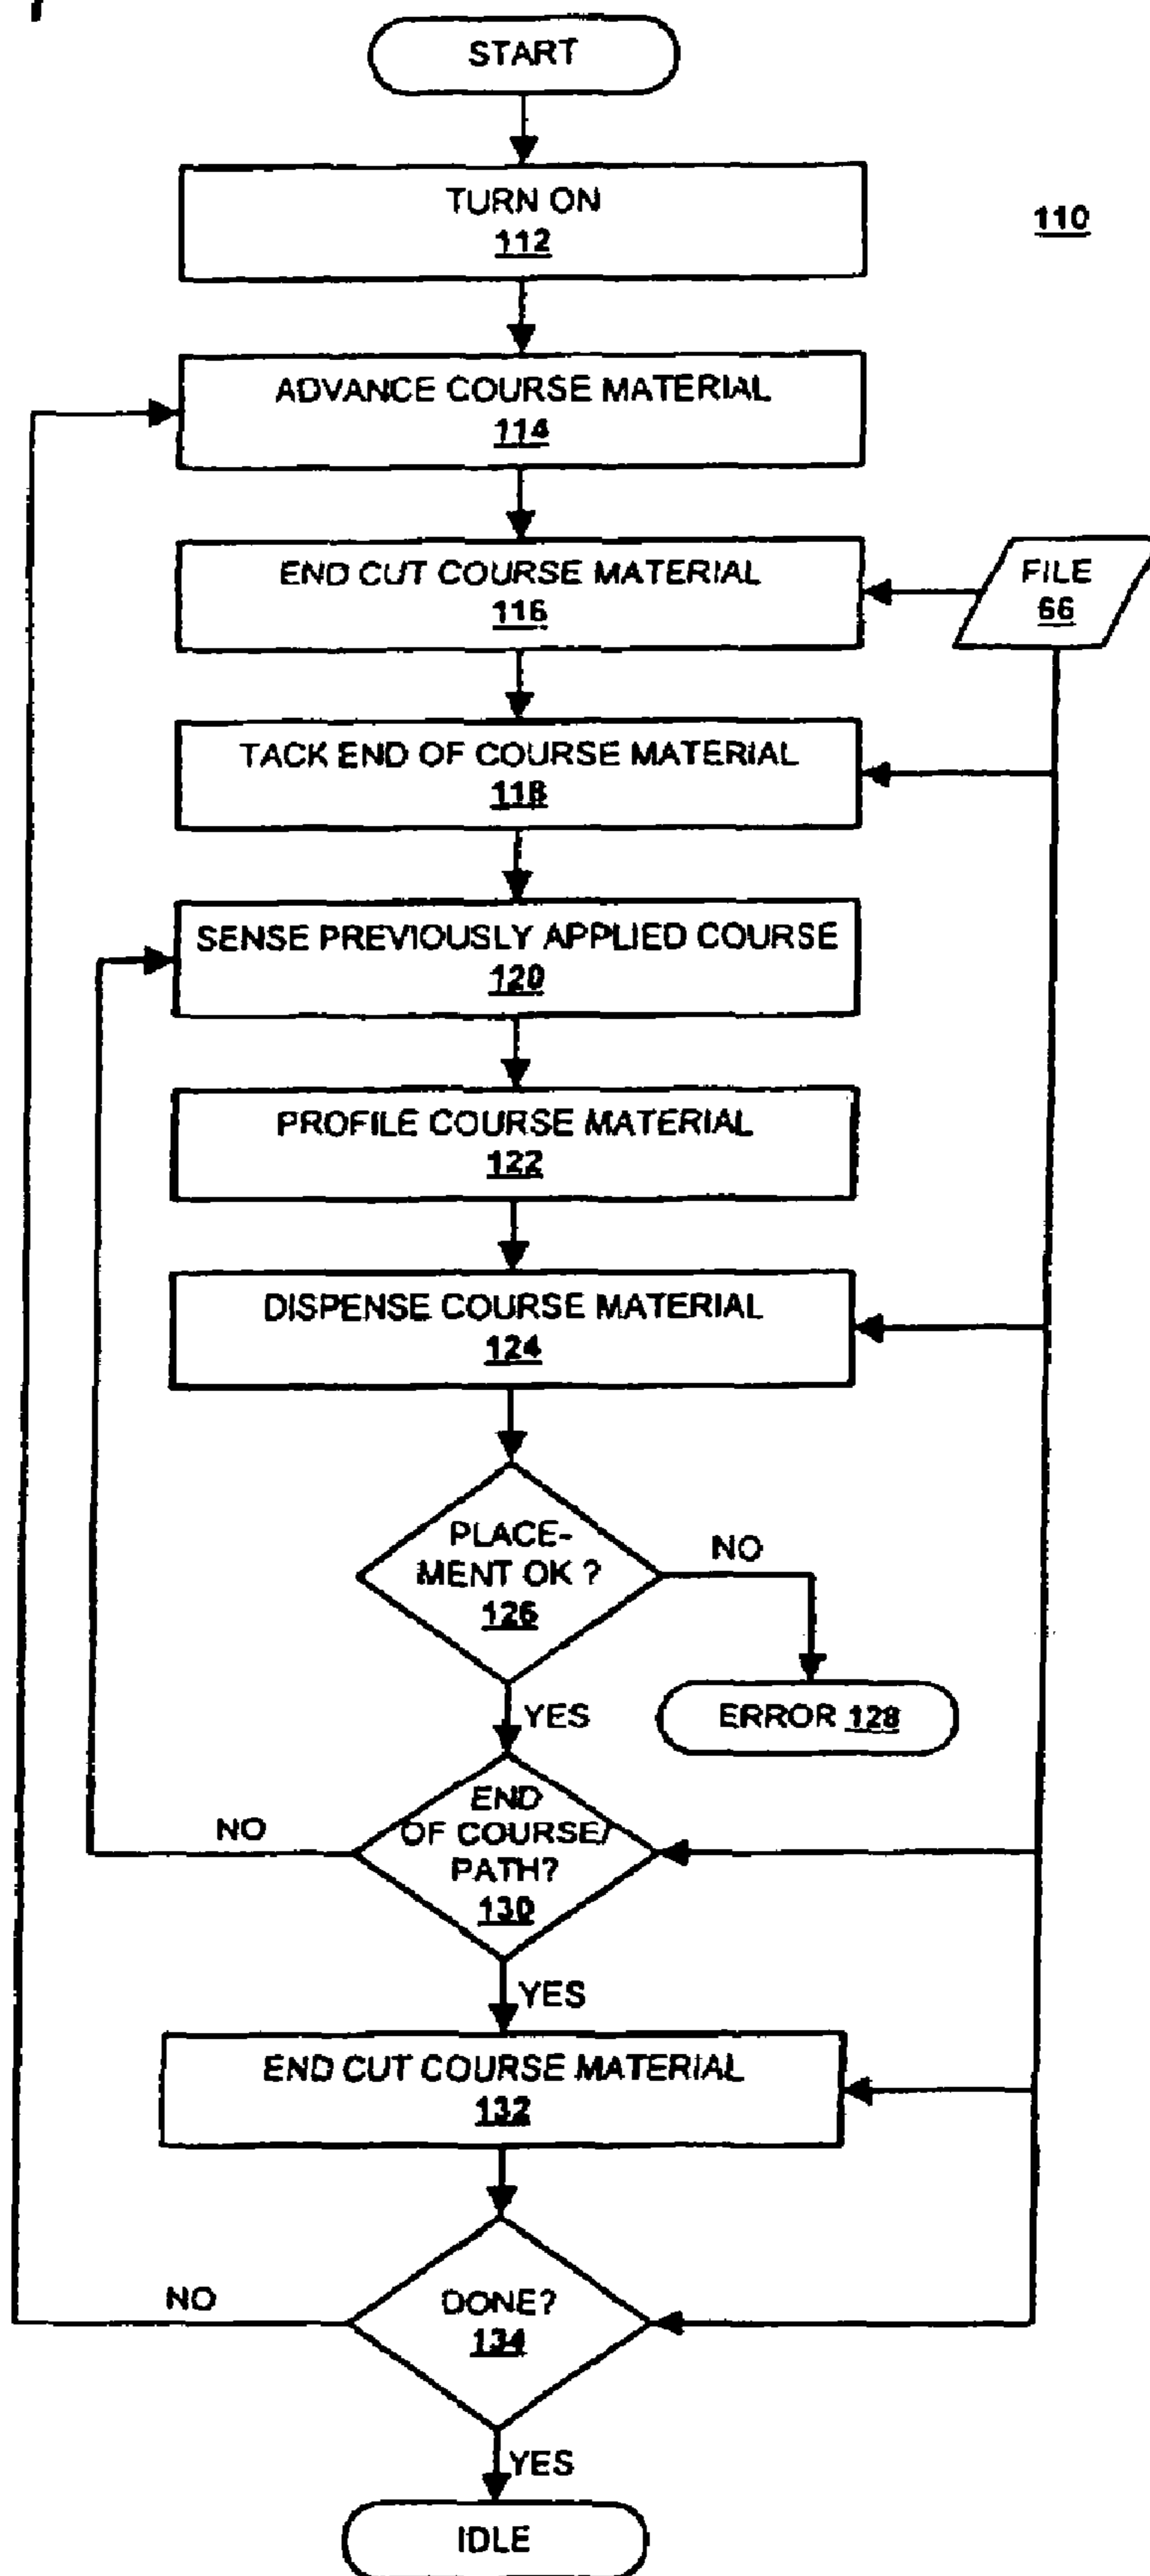 START
TURN ON
112
110
ADVANCE COURSE MATERIAL
114
END CUT COURSE MATERIAL
116
FILE
66
TACK END OF COURSE MATERIAL
118
SENSE PREVIOUSLY APPLIED COURSE
120
PROFILE COURSE MATERIAL
122
DISPENSE COURSE MATERIAL
124
PLACE-
MENT OK ?
126
NO
ERROR 128
YES
END
OF COURSE/
PATH?
130
NO
YES
END CUT COURSE MATERIAL
132
DONE?
134
NO
YES
IDLE